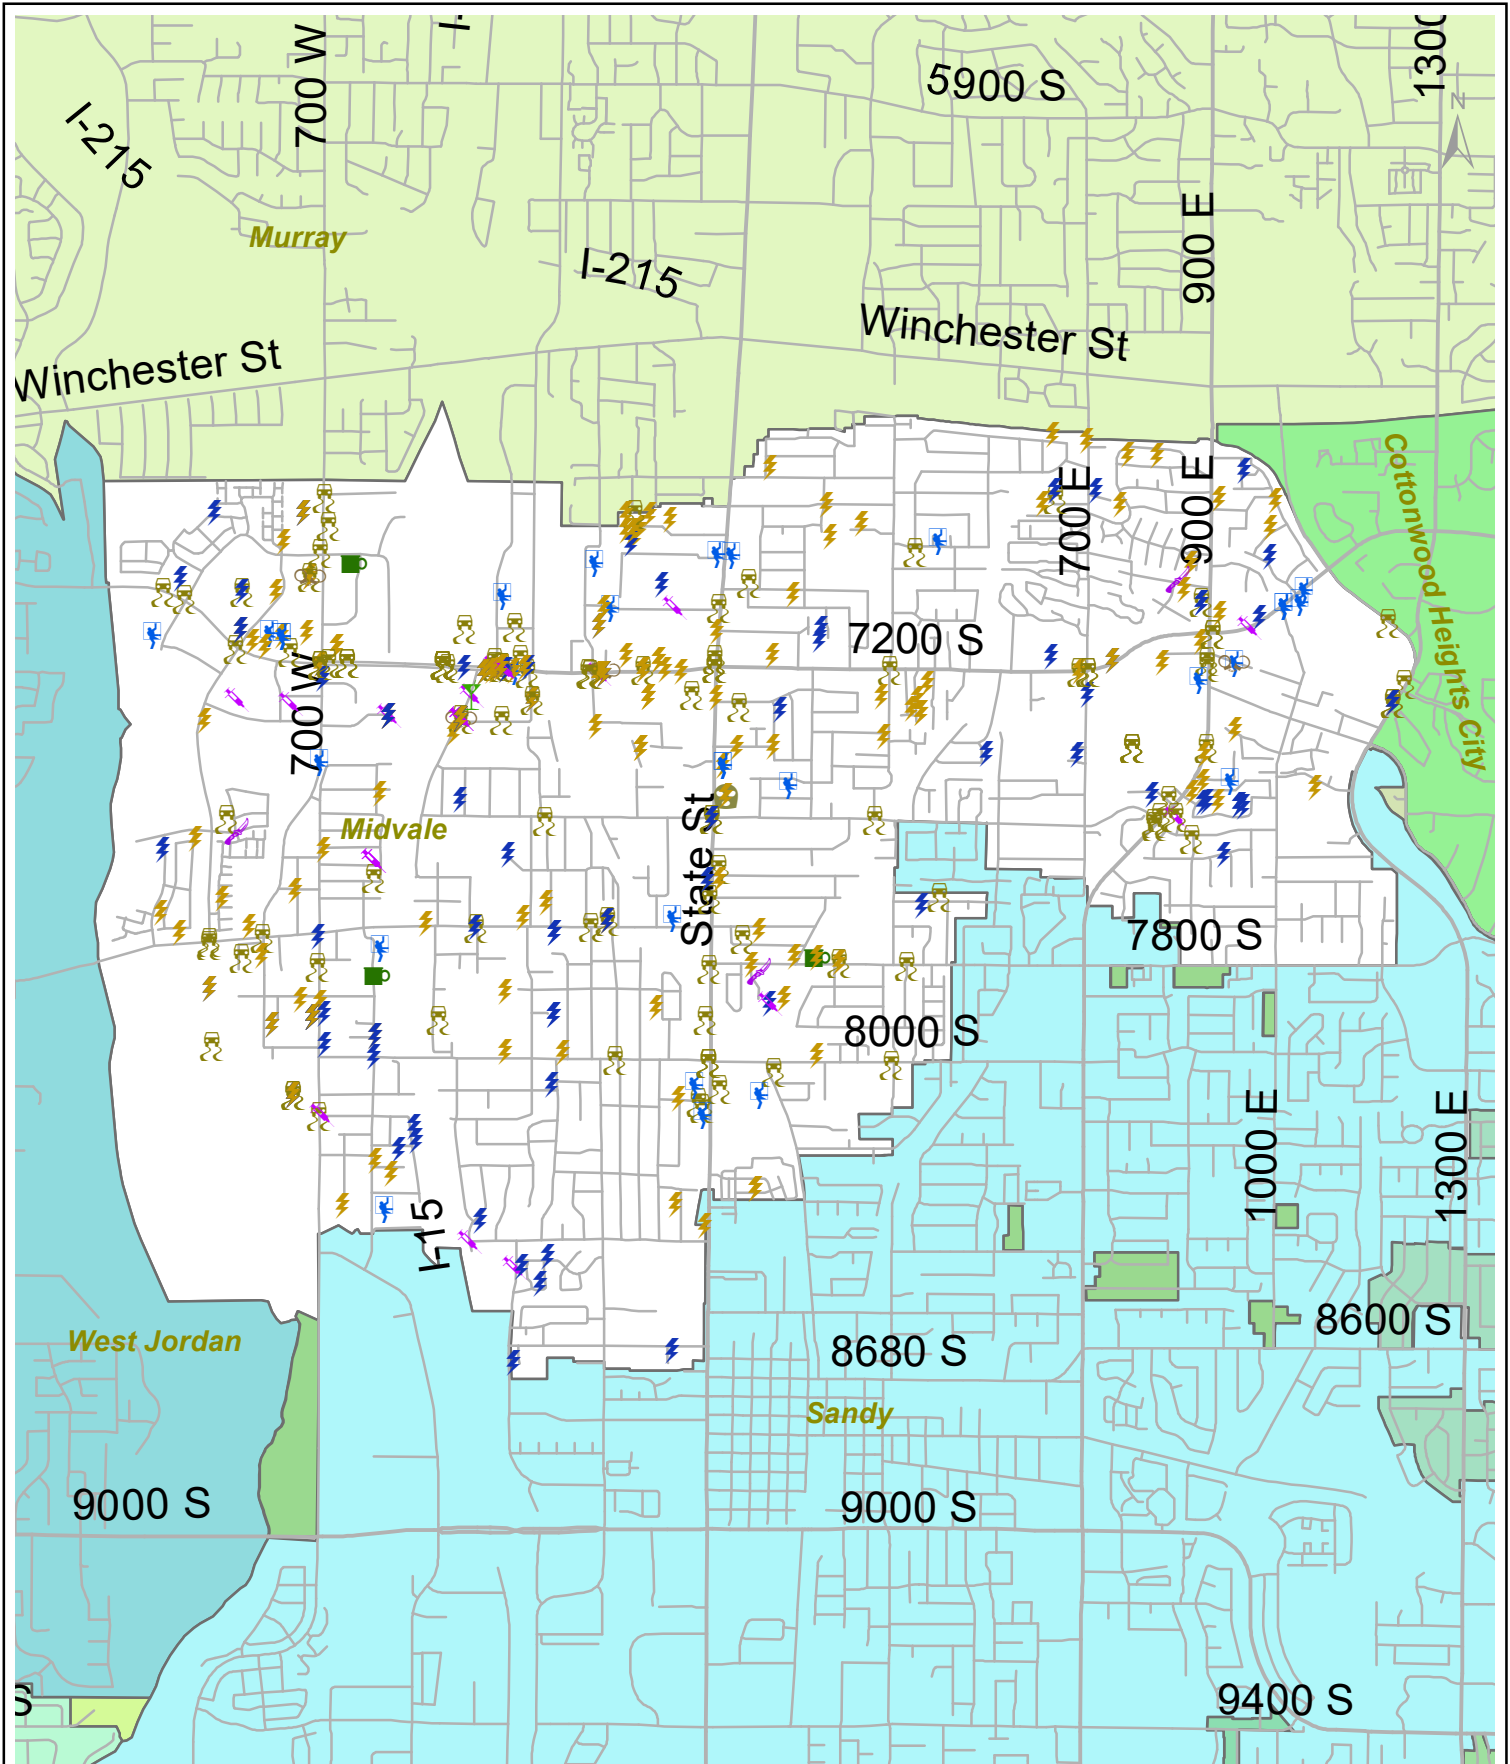 700 W
I-
5900 S
1300
I-215
N
Murray
900 E
I-215
Winchester St
Winchester St
Cottonwood Heights City
700 E
900 E
7200 S
700 W
Midvale
State St
7800 S
8000 S
1000 E
1300 E
I-15
West Jordan
8600 S
8680 S
Sandy
9000 S
9000 S
S
9400 S